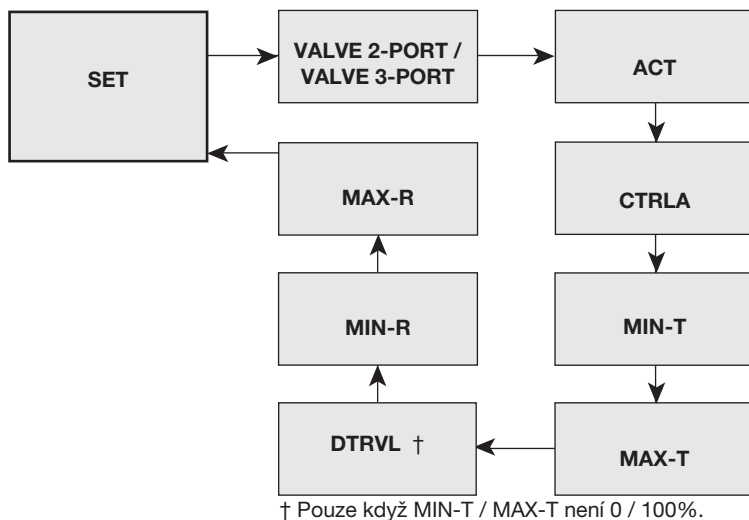 SET
VALVE 2-PORT /
VALVE 3-PORT
ACT
CTRLA
MIN-T
MAX-T
DTRVL †
MIN-R
MAX-R
† Pouze když MIN-T / MAX-T není 0 / 100%.